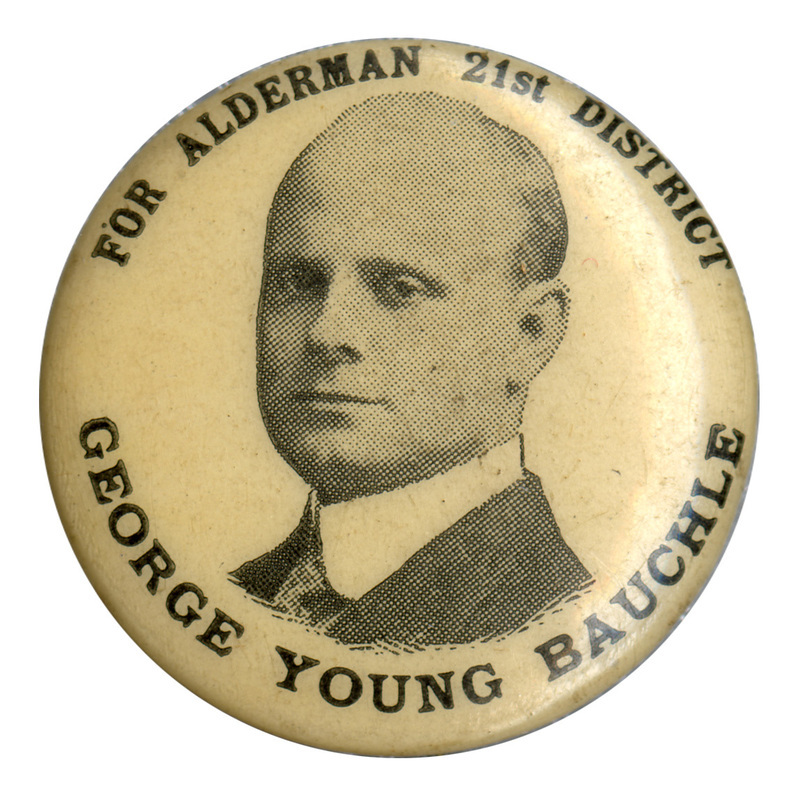 FOR ALDERMAN 21st DISTRICT
GEORGE YOUNG BAUCHLE